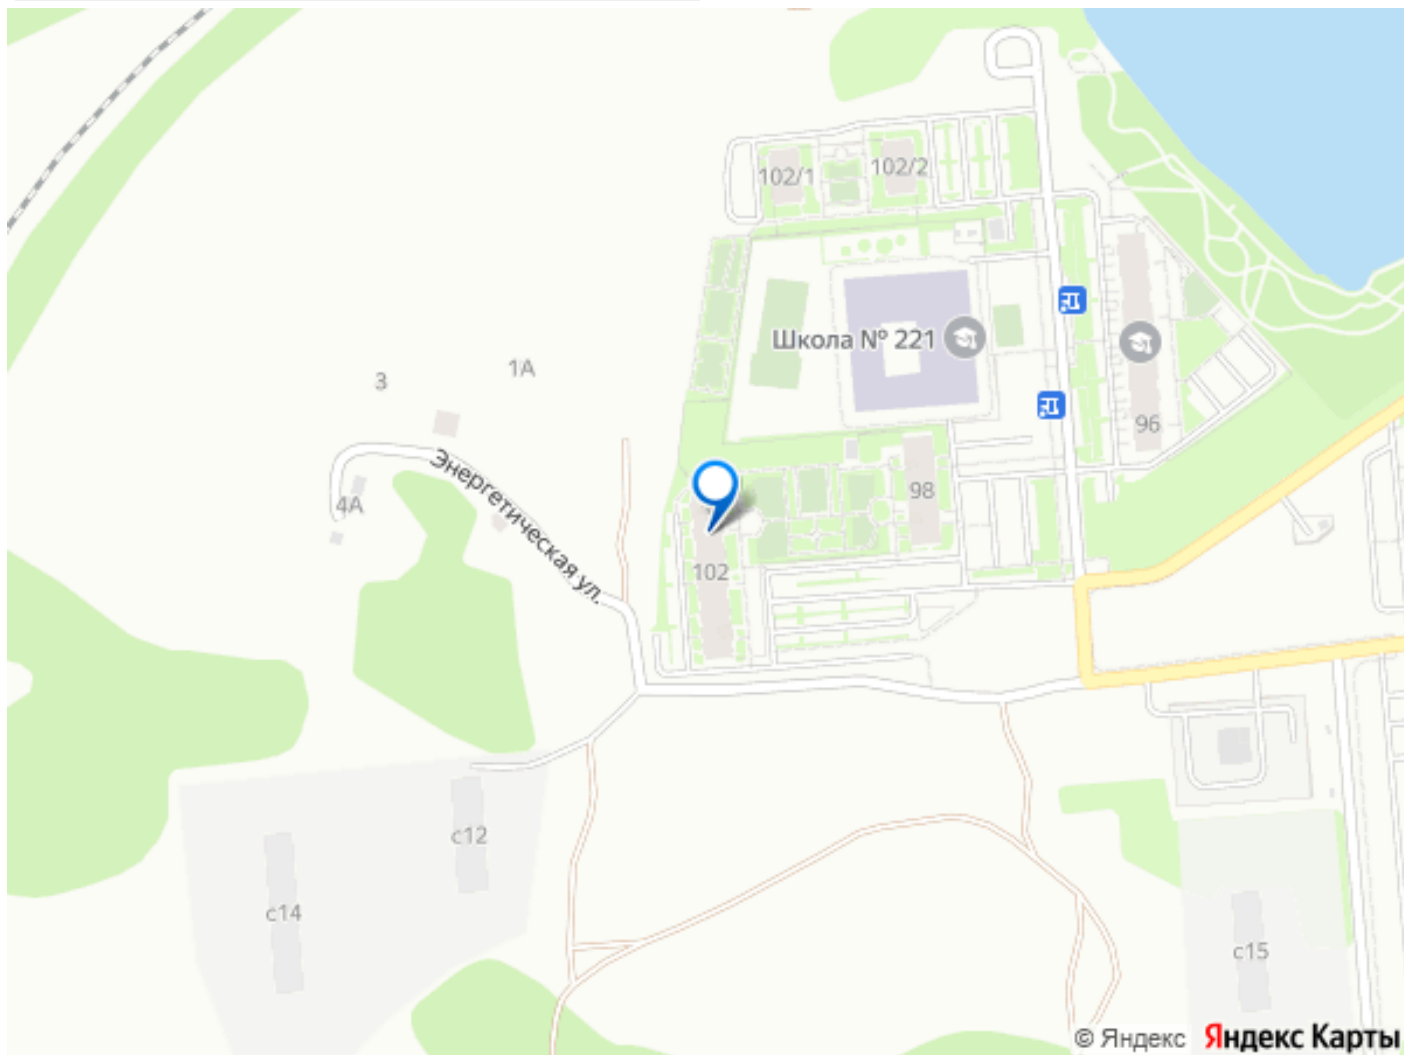 102/1
102/2
Школа № 221
3
1А
96
Энергетическая ул.
4А
98
102
с12
с14
с15
© Яндекс Яндекс Карты